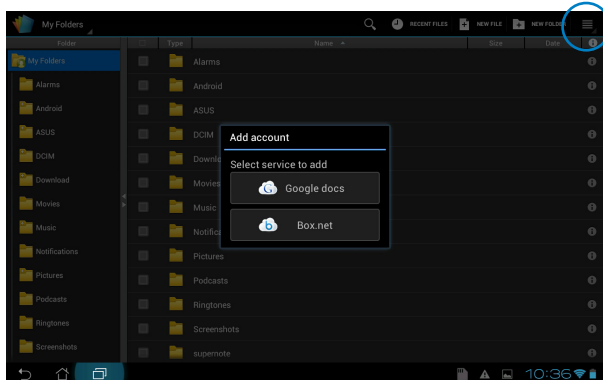 My Folders
RECENT FILES
NEW FILE
NEW FOLDER
Folder
Type
Name
Size
Date
My Folders
Alarms
Android
ASUS
DCIM
Download
Movies
Music
Notifications
Pictures
Podcasts
Ringtones
Screenshots
Alarms
Android
ASUS
DCIM
Downlo
Movies
Music
Notifica
Pictures
Podcasts
Ringtones
Screenshots
supernote
Add account
Select service to add
Google docs
Box.net
10:36